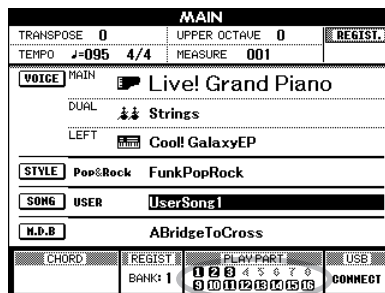 MAIN
TRANSPOSE 0 UPPER OCTAVE 0 REGIST.
TEMPO ♩=095 4/4 MEASURE 001
VOICE MAIN Live! Grand Piano
DUAL Strings
LEFT Cool! GalaxyEP
STYLE Pop&Rock FunkPopRock
SONG USER UserSong1
M.D.B ABridgeToCross
CHORD REGIST PLAY PART USB
BANK: 1 1 2 3 4 5 6 7 8 CONNECT
9 10 11 12 13 14 15 16